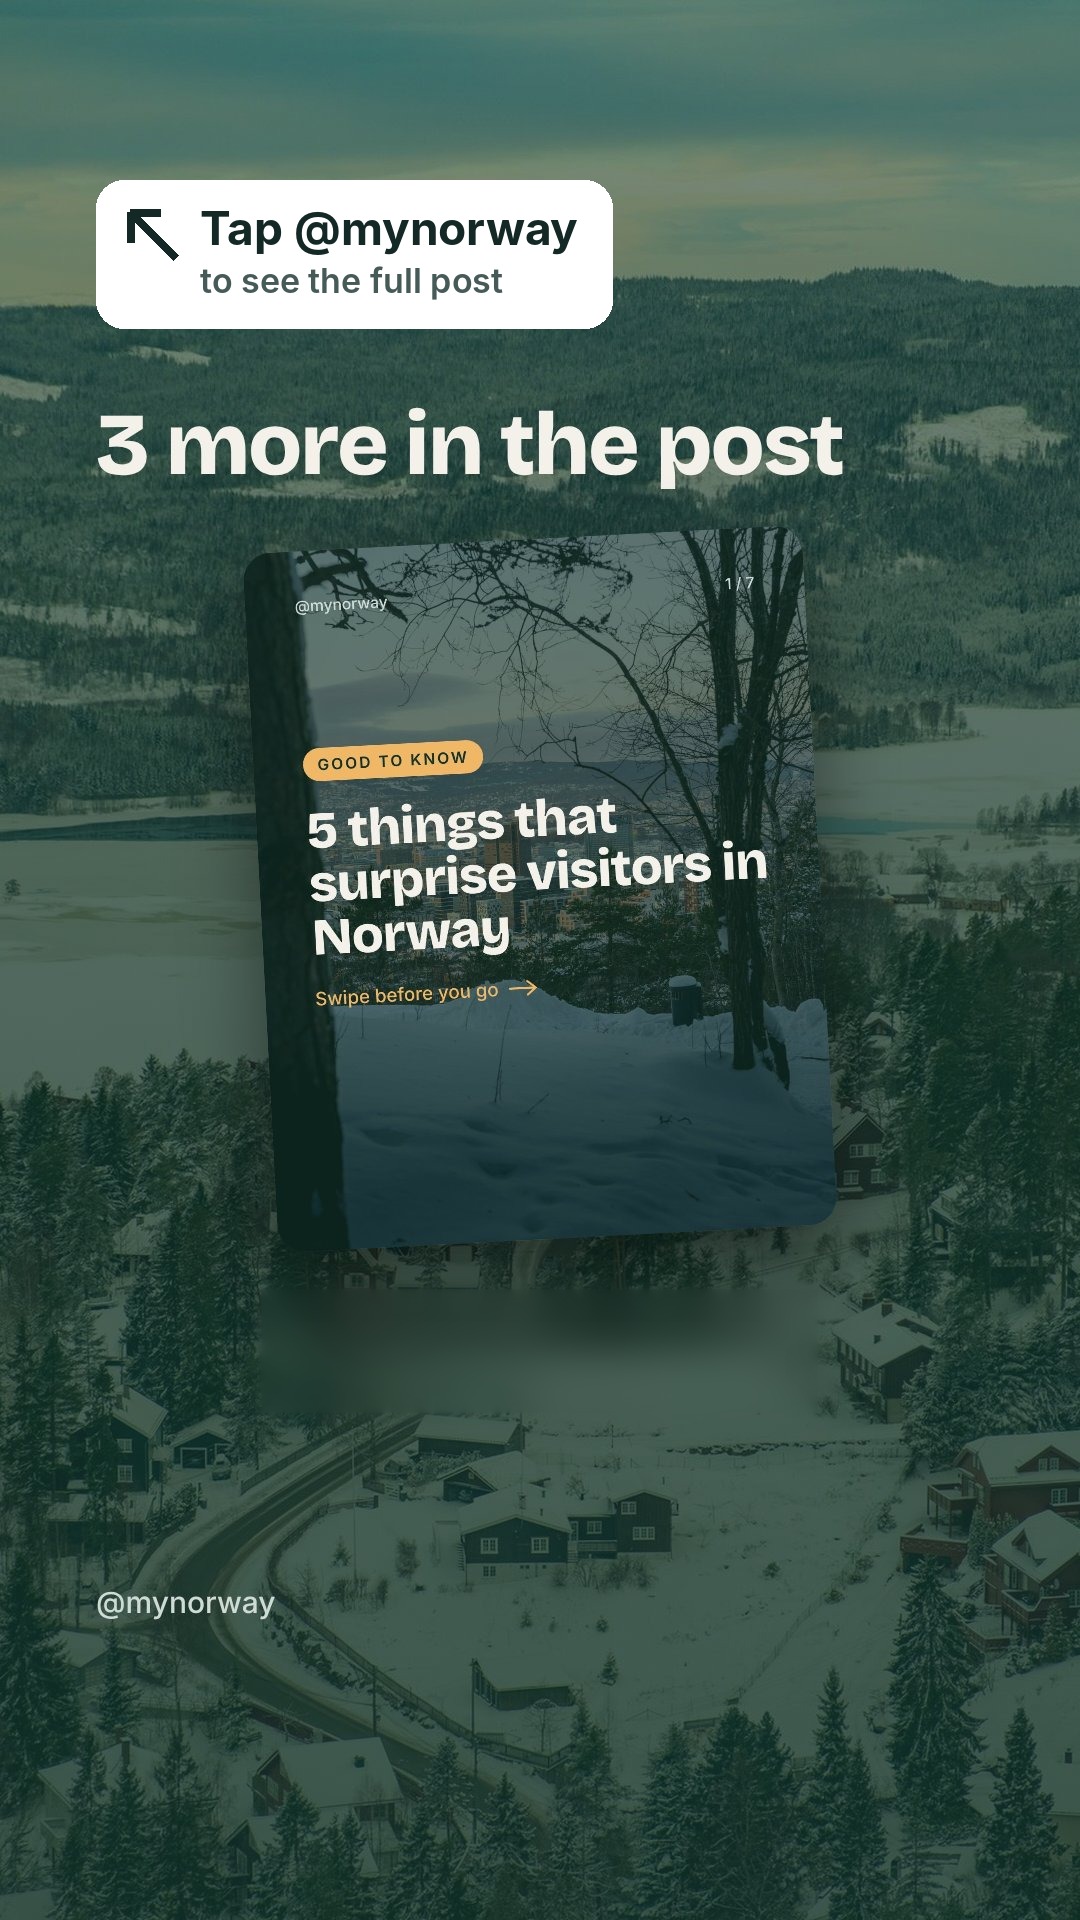 Tap @mynorway
to see the full post
3 more in the post
@mynorway
1 / 7
GOOD TO KNOW
5 things that
surprise visitors in
Norway
Swipe before you go
@mynorway